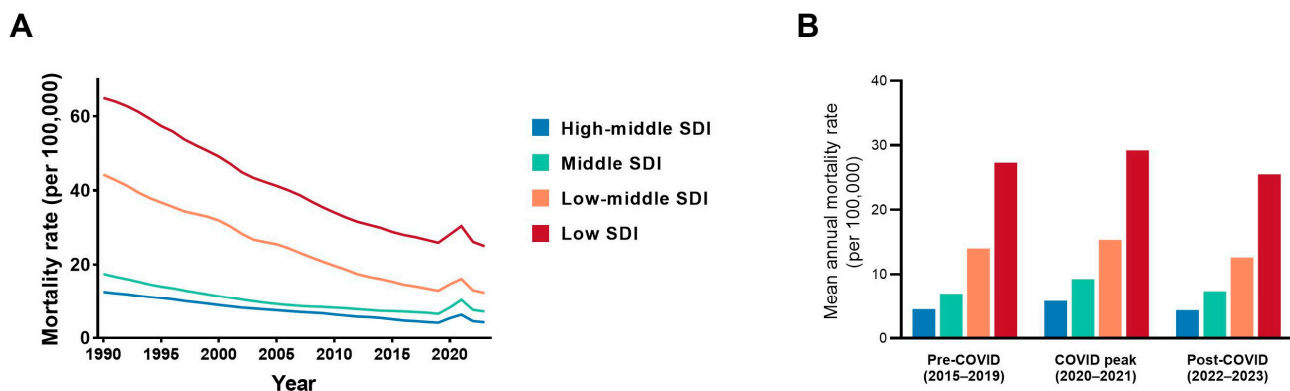 A
Mortality rate (per 100,000)
60
40
20
0
1990
1995
2000
2005
2010
2015
2020
Year
High-middle SDI
Middle SDI
Low-middle SDI
Low SDI
B
Mean annual mortality rate
(per 100,000)
40
30
20
10
0
Pre-COVID
(2015–2019)
COVID peak
(2020–2021)
Post-COVID
(2022–2023)